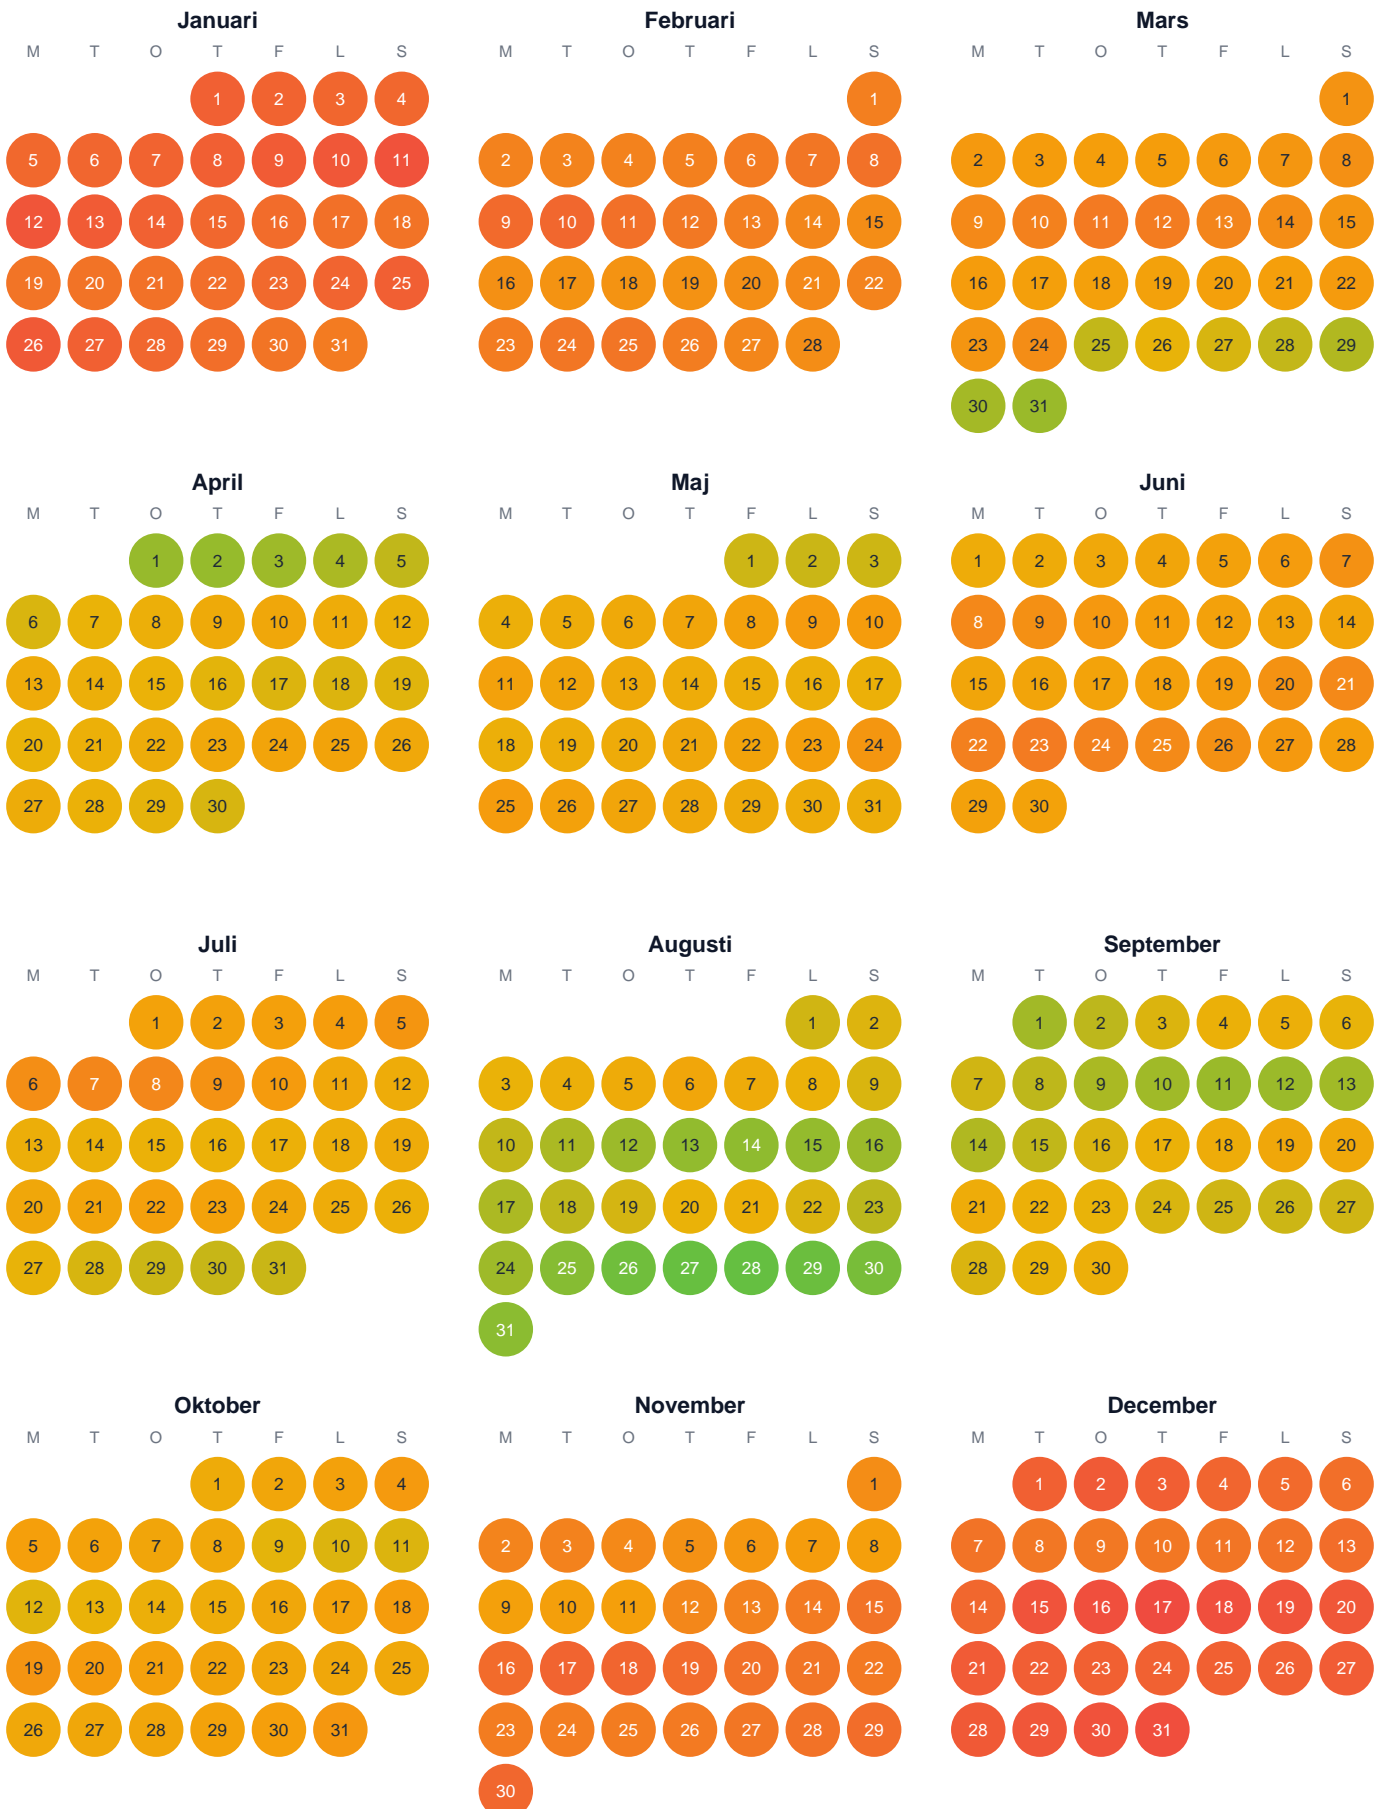 Januari Februari Mars
M T O T F L S M T O T F L S M T O T F L S
1 2 3 4 1 1
5 6 7 8 9 10 11 2 3 4 5 6 7 8 2 3 4 5 6 7 8
12 13 14 15 16 17 18 9 10 11 12 13 14 15 9 10 11 12 13 14 15
19 20 21 22 23 24 25 16 17 18 19 20 21 22 16 17 18 19 20 21 22
26 27 28 29 30 31 23 24 25 26 27 28 23 24 25 26 27 28 29
30 31
April Maj Juni
M T O T F L S M T O T F L S M T O T F L S
1 2 3 4 5 1 2 3 1 2 3 4 5 6 7
6 7 8 9 10 11 12 4 5 6 7 8 9 10 8 9 10 11 12 13 14
13 14 15 16 17 18 19 11 12 13 14 15 16 17 15 16 17 18 19 20 21
20 21 22 23 24 25 26 18 19 20 21 22 23 24 22 23 24 25 26 27 28
27 28 29 30 25 26 27 28 29 30 31 29 30
Juli Augusti September
M T O T F L S M T O T F L S M T O T F L S
1 2 3 4 5 1 2 1 2 3 4 5 6
6 7 8 9 10 11 12 3 4 5 6 7 8 9 7 8 9 10 11 12 13
13 14 15 16 17 18 19 10 11 12 13 14 15 16 14 15 16 17 18 19 20
20 21 22 23 24 25 26 17 18 19 20 21 22 23 21 22 23 24 25 26 27
27 28 29 30 31 24 25 26 27 28 29 30 28 29 30
31
Oktober November December
M T O T F L S M T O T F L S M T O T F L S
1 2 3 4 1 1 2 3 4 5 6
5 6 7 8 9 10 11 2 3 4 5 6 7 8 7 8 9 10 11 12 13
12 13 14 15 16 17 18 9 10 11 12 13 14 15 14 15 16 17 18 19 20
19 20 21 22 23 24 25 16 17 18 19 20 21 22 21 22 23 24 25 26 27
26 27 28 29 30 31 23 24 25 26 27 28 29 28 29 30 31
30